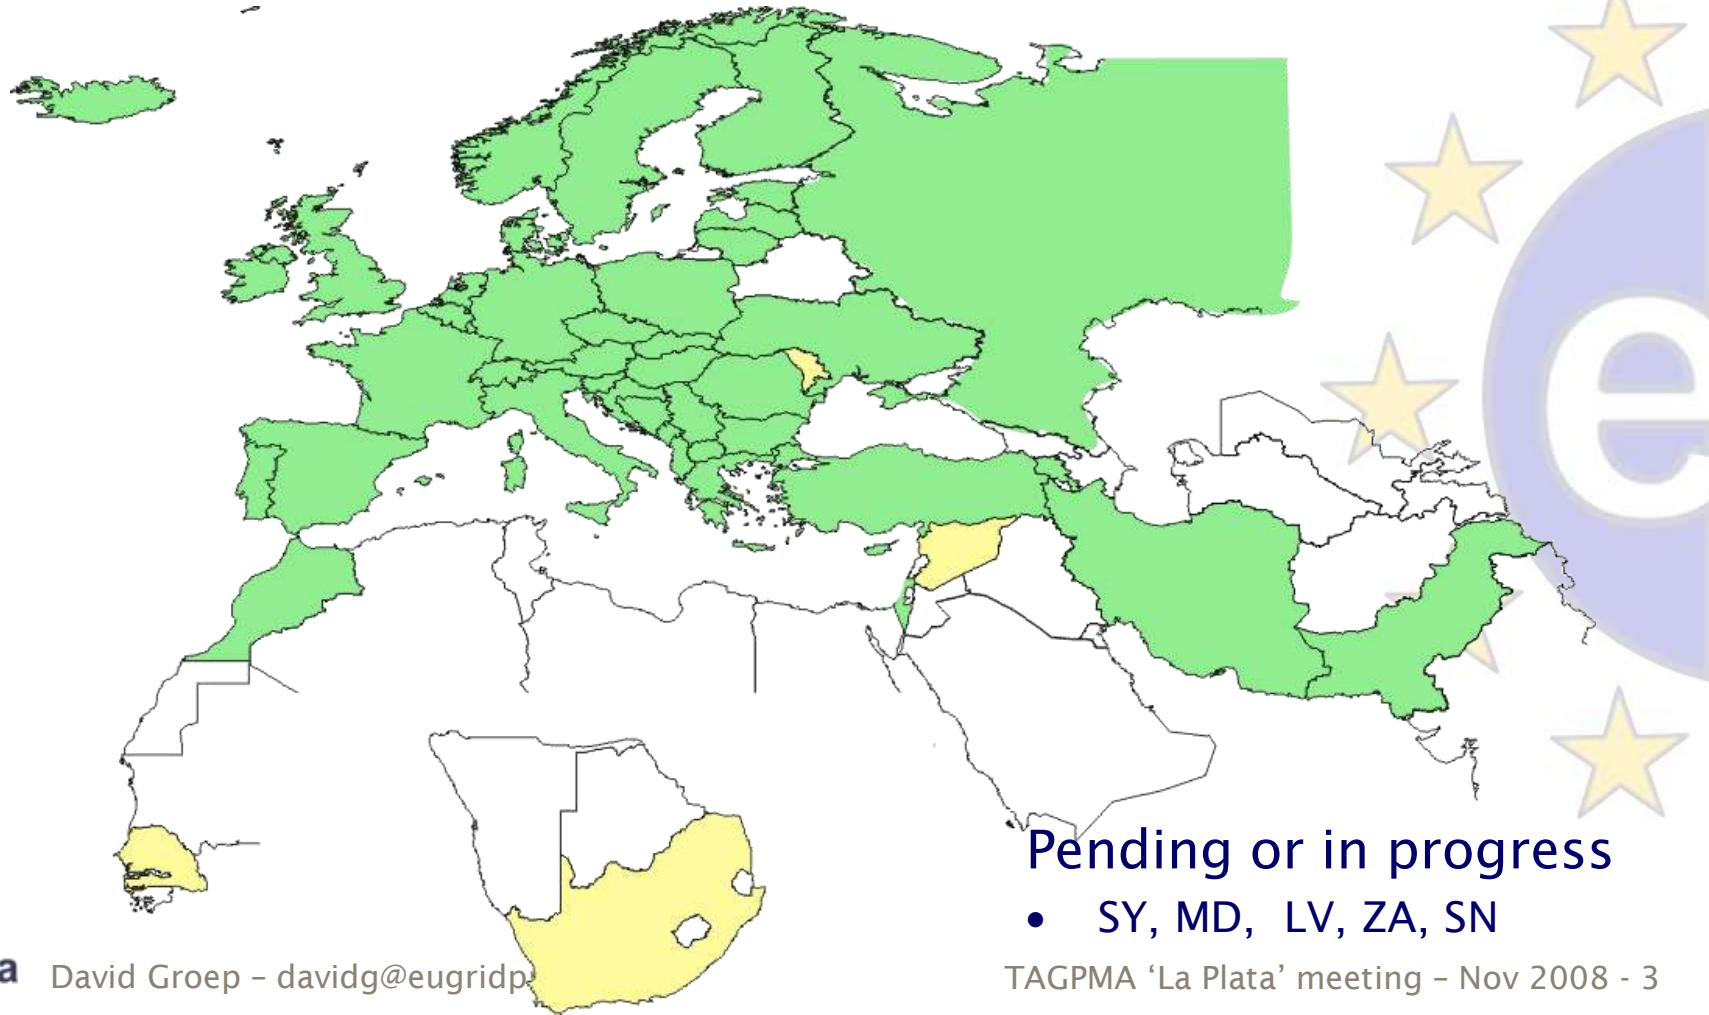 Pending or in progress
• SY, MD, LV, ZA, SN
a David Groep – davidg@eugridp
TAGPMA ‘La Plata’ meeting – Nov 2008 - 3
e